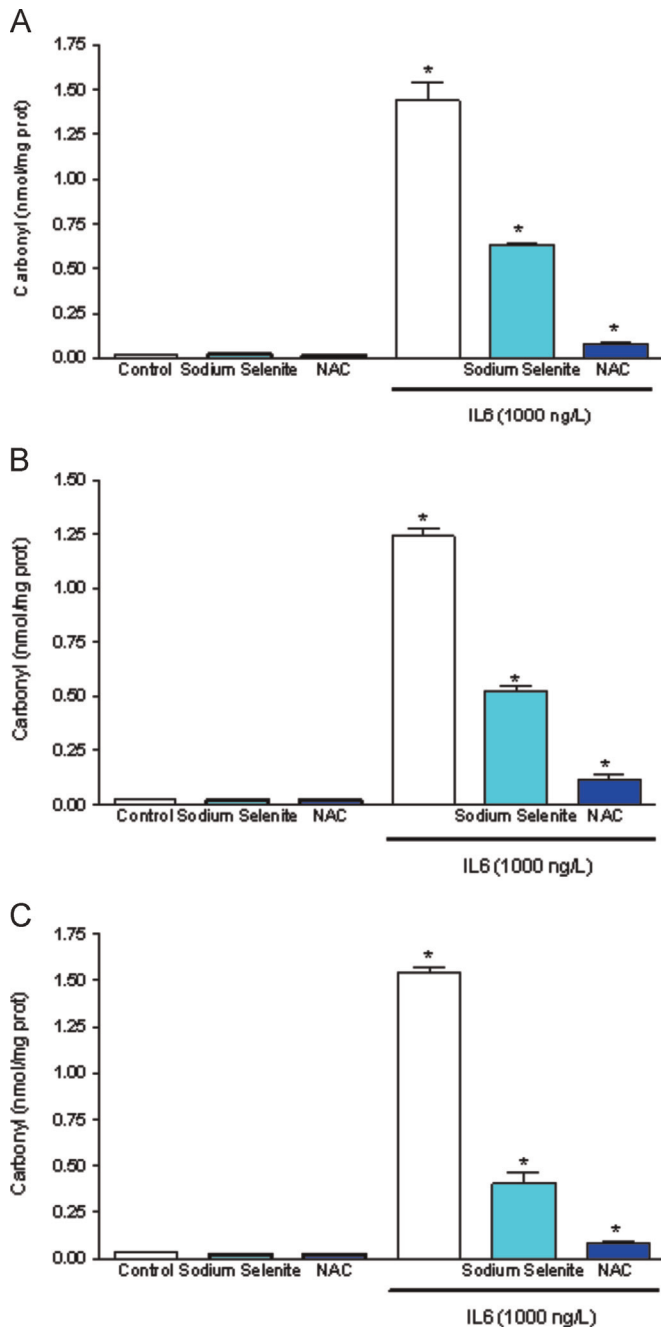 A
1.75
*
1.50
1.25
1.00
0.75
*
0.50
0.25
*
0.00
Carbonyl (nmol/mg prot)
Control Sodium Selenite NAC Sodium Selenite NAC
IL6 (1000 ng/L)
B
1.50
*
1.25
1.00
0.75
*
0.50
0.25
*
0.00
Carbonyl (nmol/mg prot)
Control Sodium Selenite NAC Sodium Selenite NAC
IL6 (1000 ng/L)
C
1.75
*
1.50
1.25
1.00
0.75
*
0.50
0.25
*
0.00
Carbonyl (nmol/mg prot)
Control Sodium Selenite NAC Sodium Selenite NAC
IL6 (1000 ng/L)